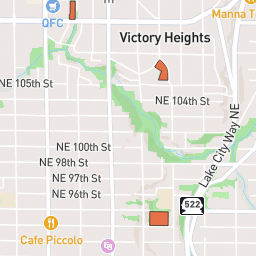 QFC
Manna T
Victory Heights
NE 105th St
NE 104th St
NE 100th St
NE 98th St
NE 97th St
NE 96th St
Lake City Way NE
522
Cafe Piccolo